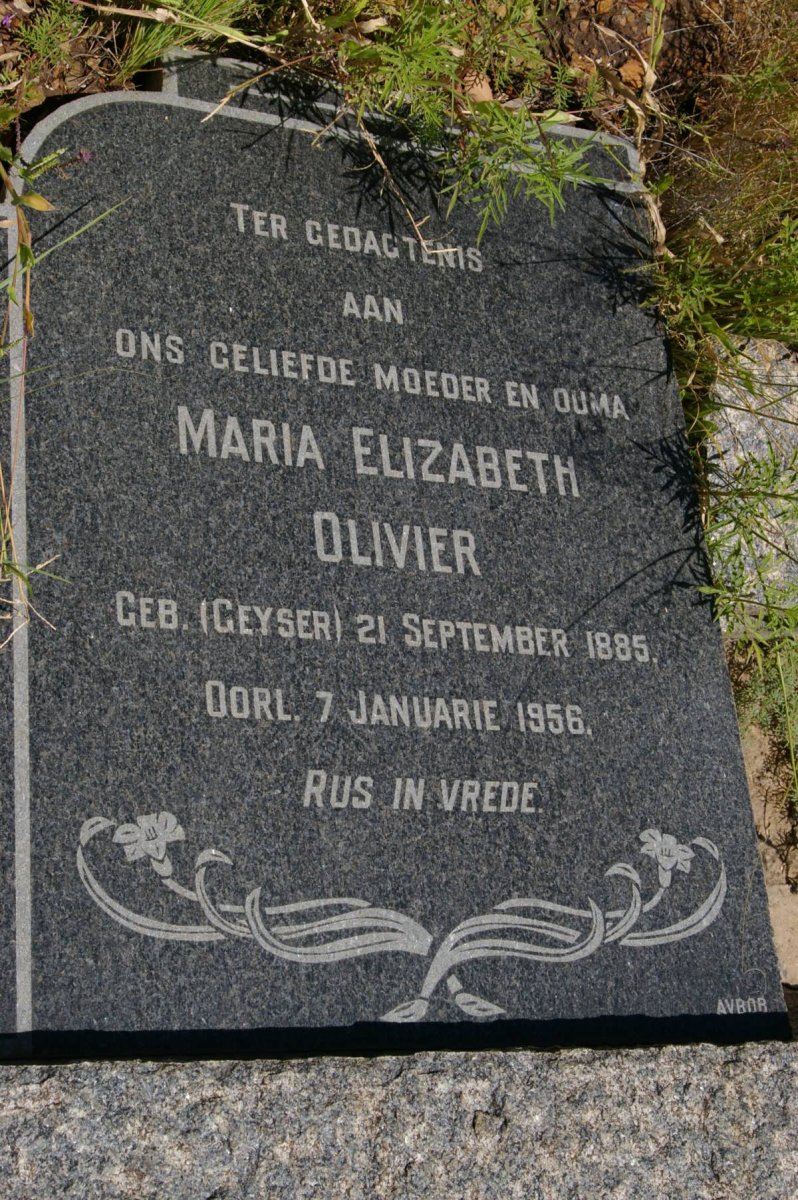 TER GEDAGTENIS
AAN
ONS GELIEFDE MOEDER EN OUMA
MARIA ELIZABETH
OLIVIER
GEB. (GEYSER) 21 SEPTEMBER 1885.
OORL. 7 JANUARIE 1956.
RUS IN VREDE.
AVBOB